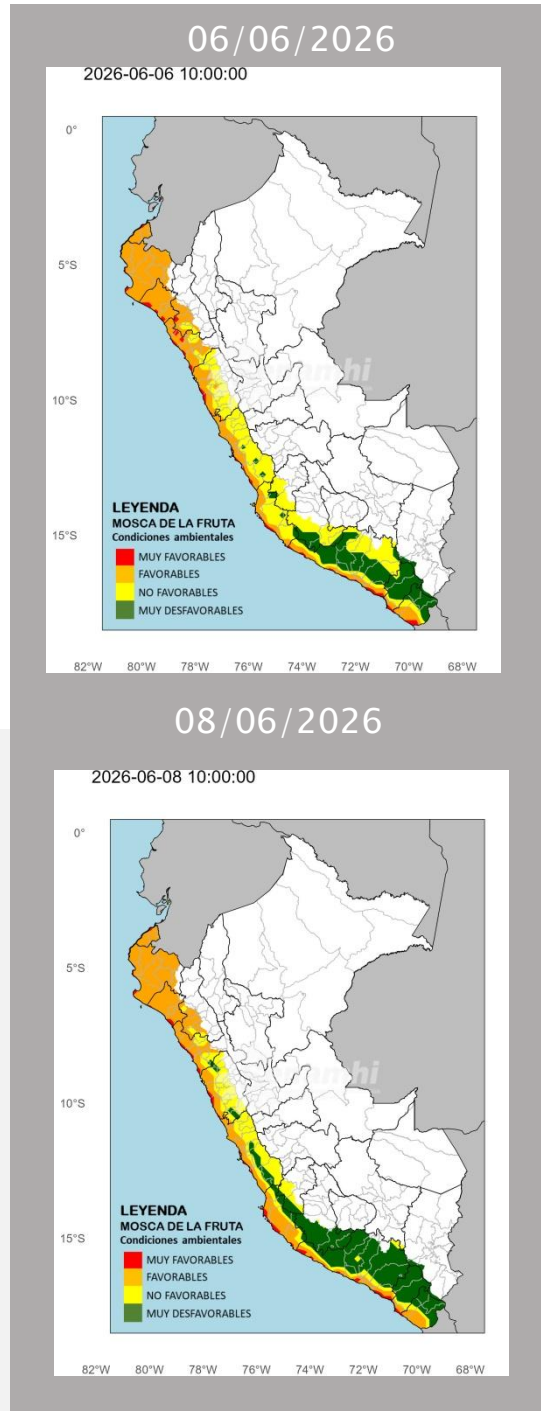 06/06/2026
2026-06-06 10:00:00
0°
5°S
10°S
15°S
LEYENDA
MOSCA DE LA FRUTA
Condiciones ambientales
MUY FAVORABLES
FAVORABLES
NO FAVORABLES
MUY DESFAVORABLES
82°W 80°W 78°W 76°W 74°W 72°W 70°W 68°W
08/06/2026
2026-06-08 10:00:00
0°
5°S
10°S
15°S
LEYENDA
MOSCA DE LA FRUTA
Condiciones ambientales
MUY FAVORABLES
FAVORABLES
NO FAVORABLES
MUY DESFAVORABLES
82°W 80°W 78°W 76°W 74°W 72°W 70°W 68°W